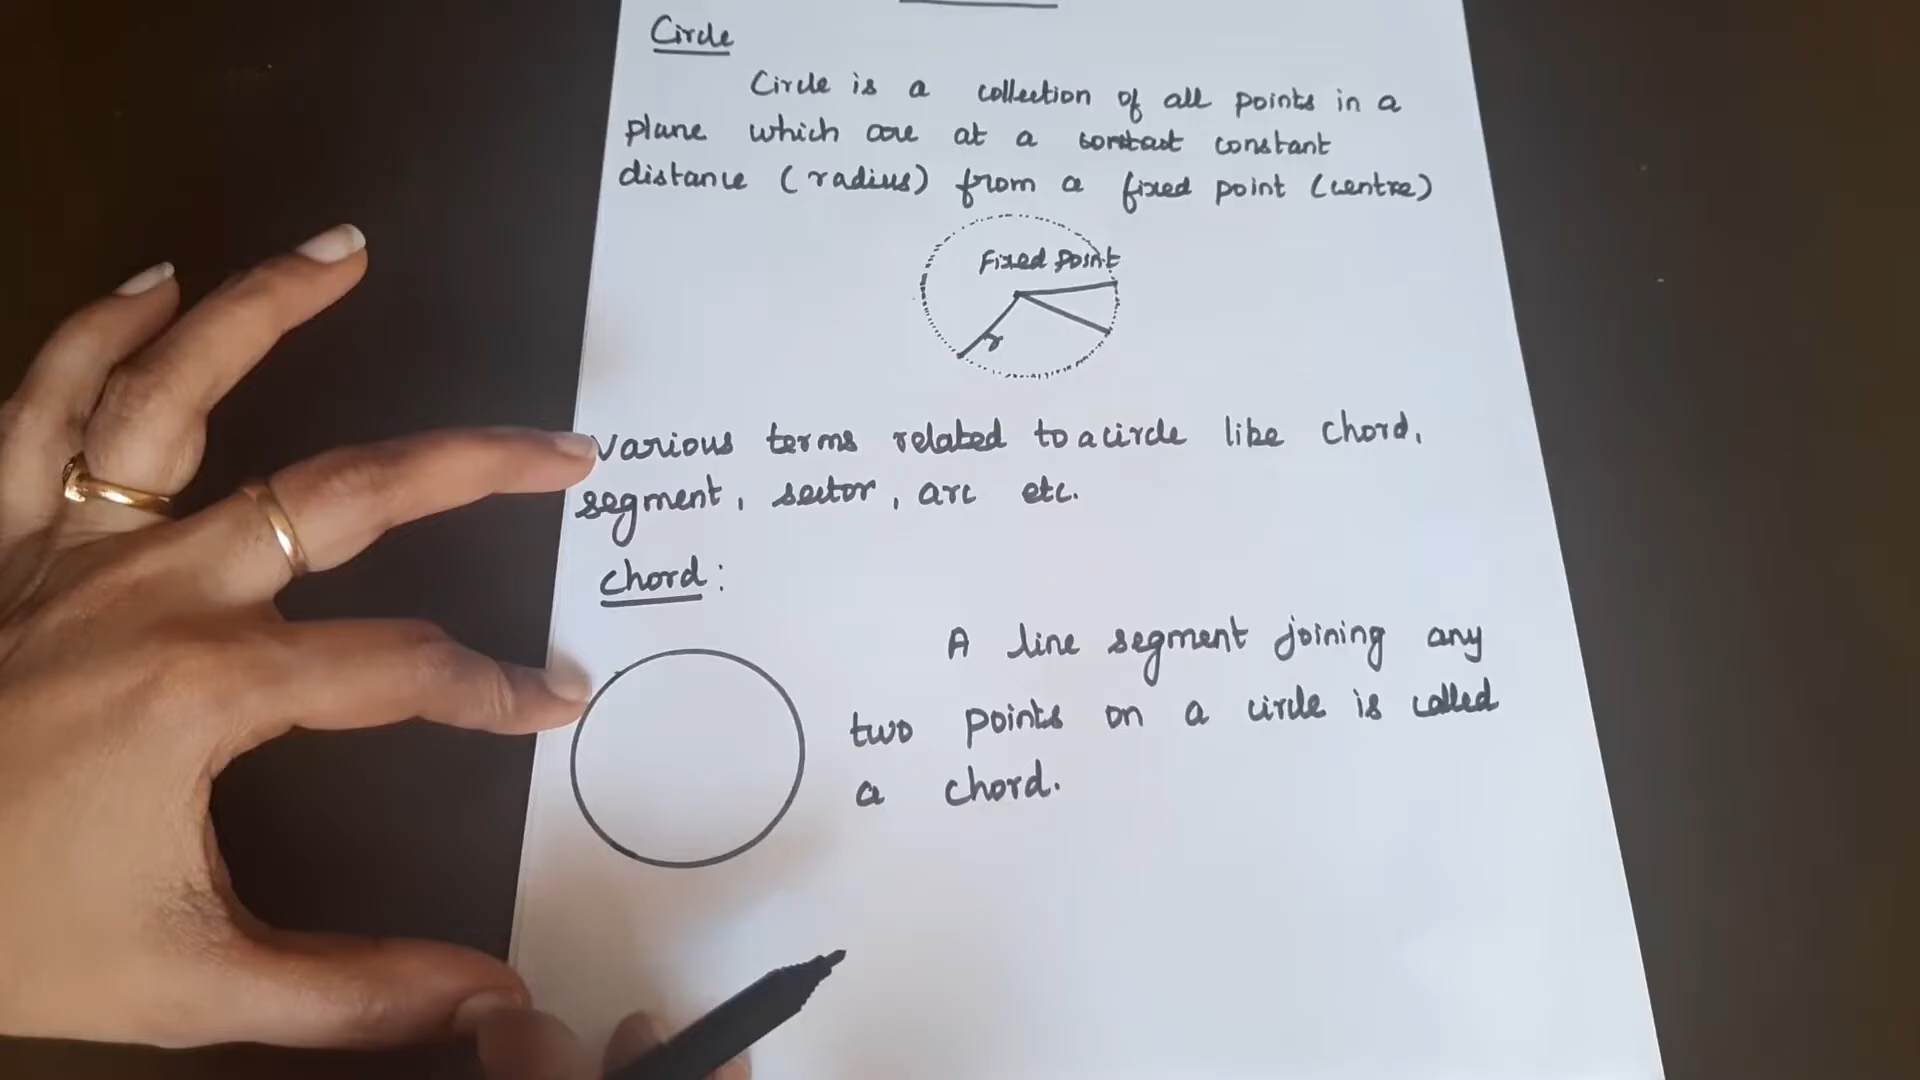 Circle
Circle is a collection of all points in a
plane which are at a constant
distance (radius) from a fixed point (centre)
Fixed Point
r
Various terms related to a circle like chord,
segment, sector, arc etc.
Chord:
A line segment joining any
two points on a circle is called
a chord.